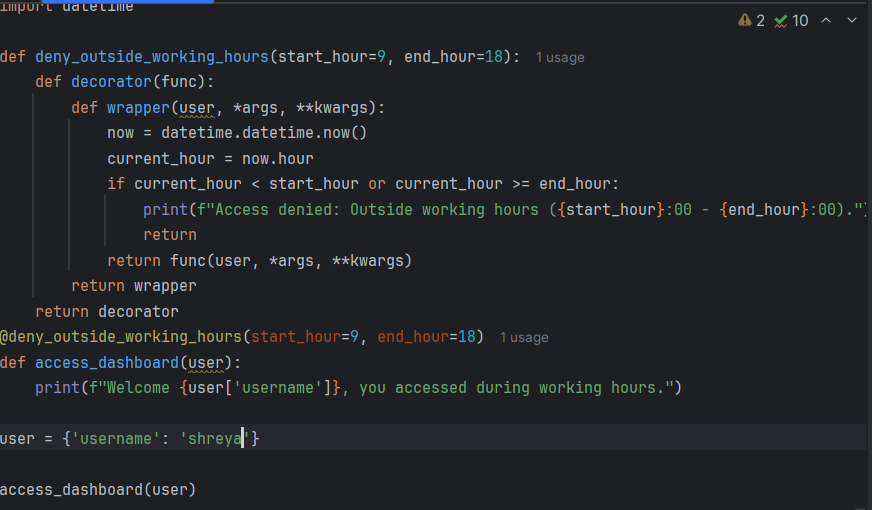 import datetime
2 10
def deny_outside_working_hours(start_hour=9, end_hour=18): 1 usage
def decorator(func):
def wrapper(user, *args, **kwargs):
now = datetime.datetime.now()
current_hour = now.hour
if current_hour < start_hour or current_hour >= end_hour:
print(f"Access denied: Outside working hours ({start_hour}:00 - {end_hour}:00).")
return
return func(user, *args, **kwargs)
return wrapper
return decorator
@deny_outside_working_hours(start_hour=9, end_hour=18) 1 usage
def access_dashboard(user):
print(f"Welcome {user['username']}, you accessed during working hours.")
user = {'username': 'shreya'}
access_dashboard(user)